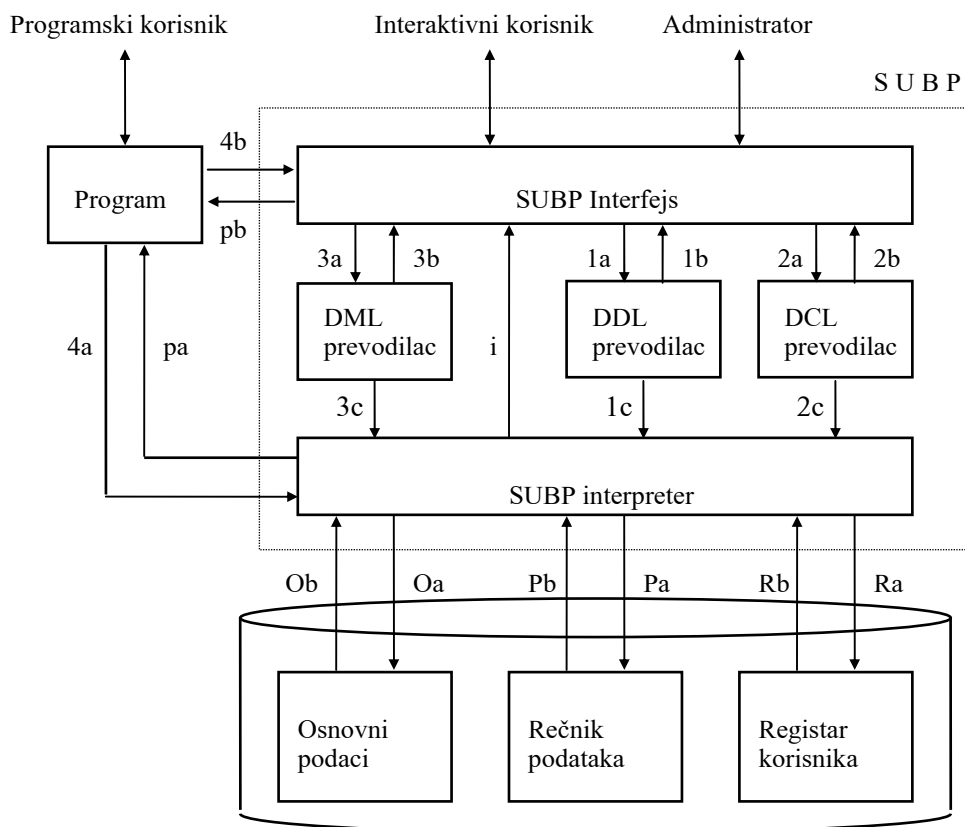 Programski korisnik
Interaktivni korisnik
Administrator
S U B P
4b
Program
SUBP Interfejs
pb
3a
3b
1a
1b
2a
2b
DML
prevodilac
DDL
prevodilac
DCL
prevodilac
4a
pa
i
3c
1c
2c
SUBP interpreter
Ob
Oa
Pb
Pa
Rb
Ra
Osnovni
podaci
Rečnik
podataka
Registar
korisnika